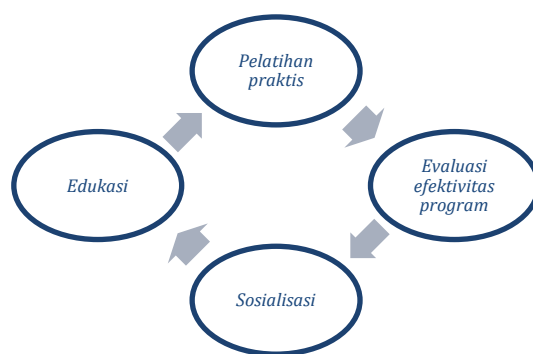 Pelatihan
praktis
Edukasi
Evaluasi
efektivitas
program
Sosialisasi